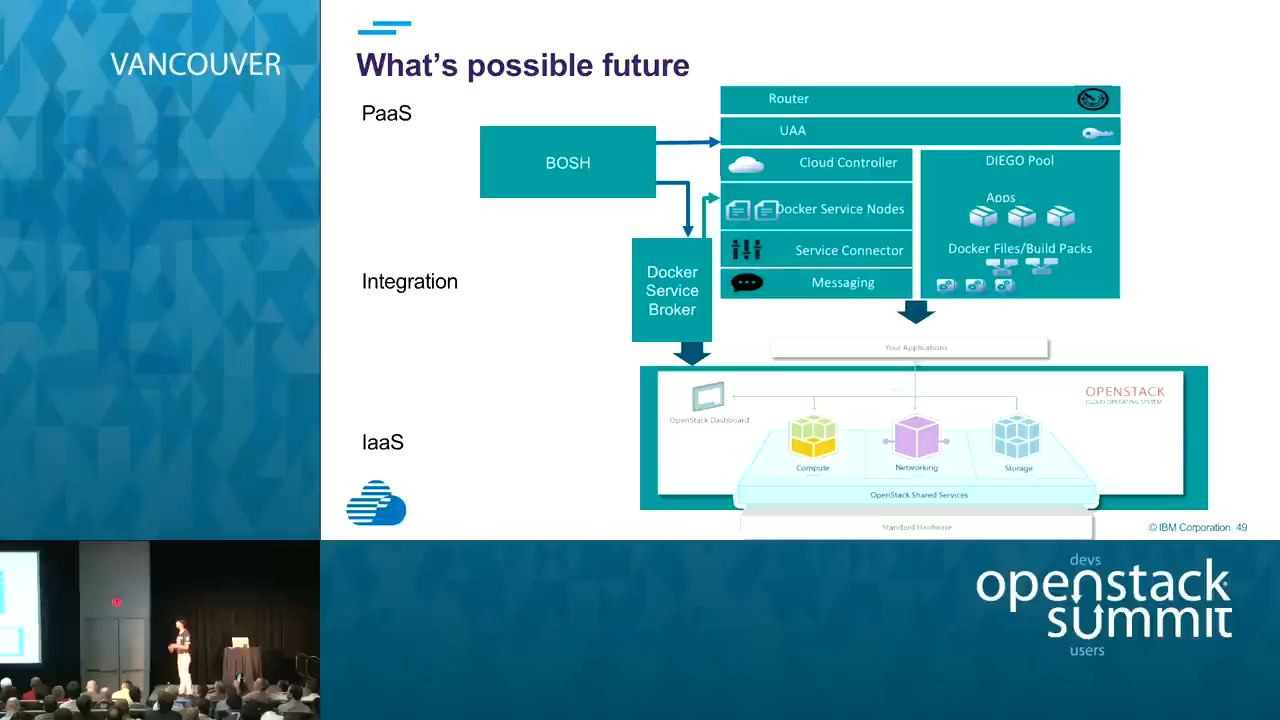 VANCOUVER
What's possible future
PaaS
Integration
IaaS
BOSH
Docker
Service
Broker
Router
UAA
Cloud Controller
Docker Service Nodes
Service Connector
Messaging
DIEGO Pool
Apps
Docker Files/Build Packs
Your Applications
OPENSTACK
CLOUD OPERATING SYSTEM
OpenStack Dashboard
Compute
Networking
Storage
OpenStack Shared Services
Standard Hardware
© IBM Corporation 49
devs
openstack
summit
users